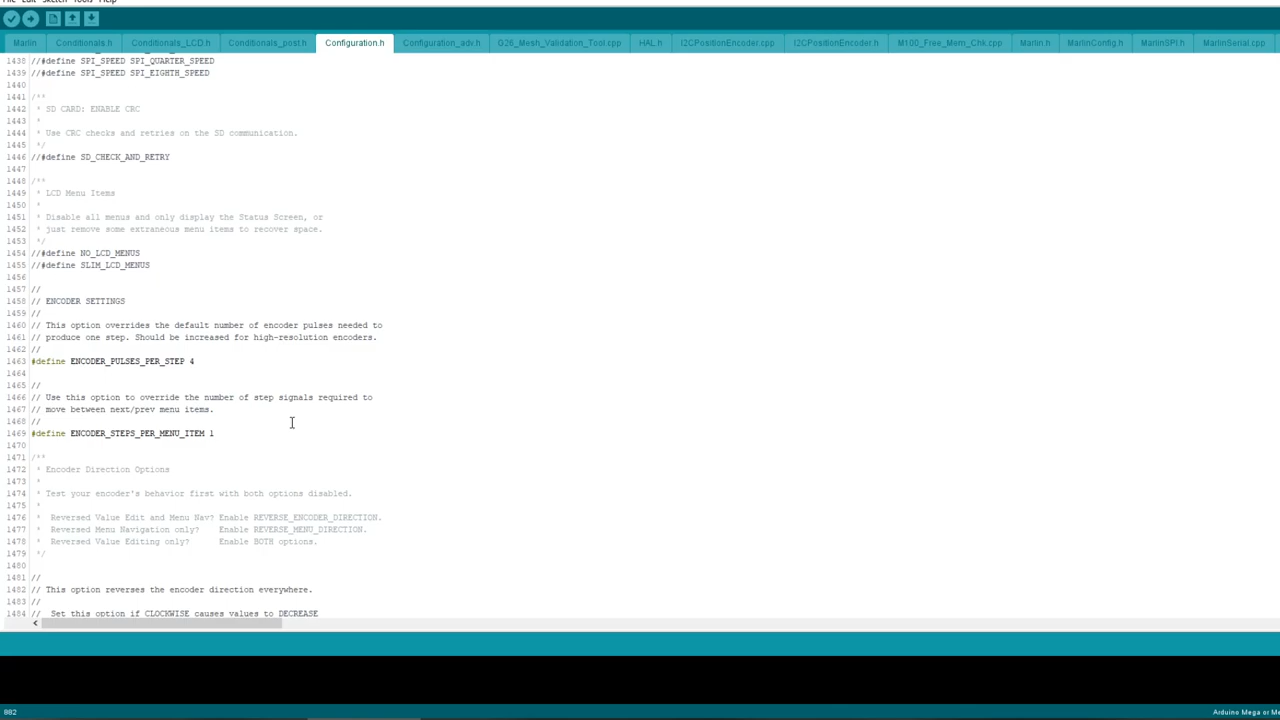 File Edit Sketch Tools Help
Marlin Conditionals.h Conditionals_LCD.h Conditionals_post.h Configuration.h Configuration_adv.h G26_Mesh_Validation_Tool.cpp HAL.h I2CPositionEncoder.cpp I2CPositionEncoder.h M100_Free_Mem_Chk.cpp Marlin.h MarlinConfig.h MarlinSPI.h MarlinSerial.cpp
1438 //#define SPI_SPEED SPI_QUARTER_SPEED
1439 //#define SPI_SPEED SPI_EIGHTH_SPEED
1440
1441 /**
1442 * SD CARD: ENABLE CRC
1443 *
1444 * Use CRC checks and retries on the SD communication.
1445 */
1446 //#define SD_CHECK_AND_RETRY
1447
1448 /**
1449 * LCD Menu Items
1450 *
1451 * Disable all menus and only display the Status Screen, or
1452 * just remove some extraneous menu items to recover space.
1453 */
1454 //#define NO_LCD_MENUS
1455 //#define SLIM_LCD_MENUS
1456
1457 //
1458 // ENCODER SETTINGS
1459 //
1460 // This option overrides the default number of encoder pulses needed to
1461 // produce one step. Should be increased for high-resolution encoders.
1462 //
1463 #define ENCODER_PULSES_PER_STEP 4
1464
1465 //
1466 // Use this option to override the number of step signals required to
1467 // move between next/prev menu items.
1468 //
1469 #define ENCODER_STEPS_PER_MENU_ITEM 1
1470
1471 /**
1472 * Encoder Direction Options
1473 *
1474 * Test your encoder's behavior first with both options disabled.
1475 *
1476 * Reversed Value Edit and Menu Nav? Enable REVERSE_ENCODER_DIRECTION.
1477 * Reversed Menu Navigation only? Enable REVERSE_MENU_DIRECTION.
1478 * Reversed Value Editing only? Enable BOTH options.
1479 */
1480
1481 //
1482 // This option reverses the encoder direction everywhere.
1483 //
1484 // Set this option if CLOCKWISE causes values to DECREASE
882 Arduino Mega or